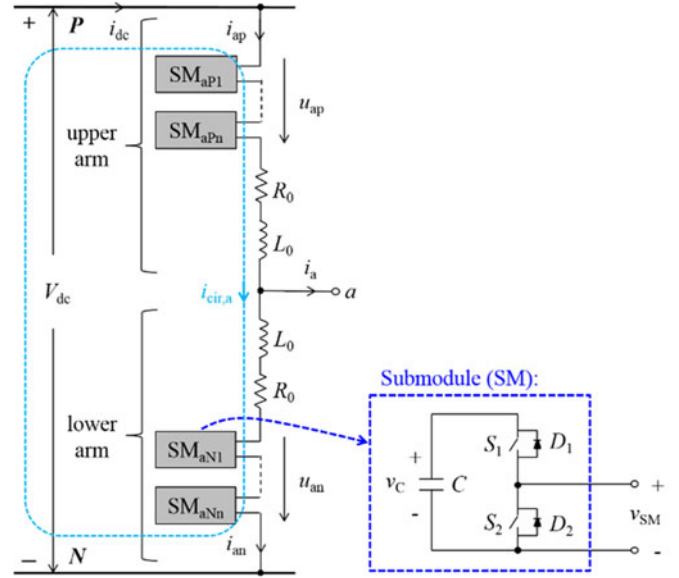 + P
i_dc
i_ap
SM_aP1
u_ap
SM_aPn
upper
arm
R_0
L_0
i_a
a
V_dc
i_cir,a
L_0
R_0
lower
arm
SM_aN1
u_an
SM_aNn
i_an
– N
Submodule (SM):
S_1 D_1
+
v_C C
-
S_2 D_2
+
v_SM
-